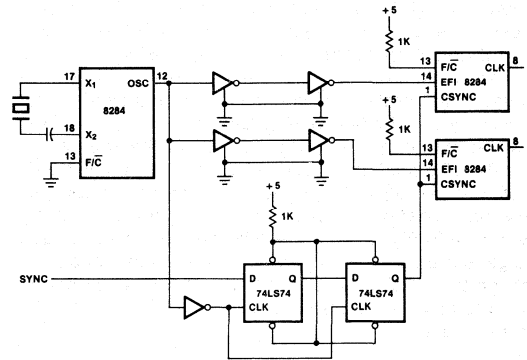 +5
1K
13 F/C̅ CLK 8
14 EFI 8284
1 CSYNC
17 X1 OSC 12
18 X2
13 F/C̅
8284
+5
1K
13 F/C̅ CLK 8
14 EFI 8284
1 CSYNC
+5
1K
SYNC
D Q
74LS74
CLK
D Q
74LS74
CLK